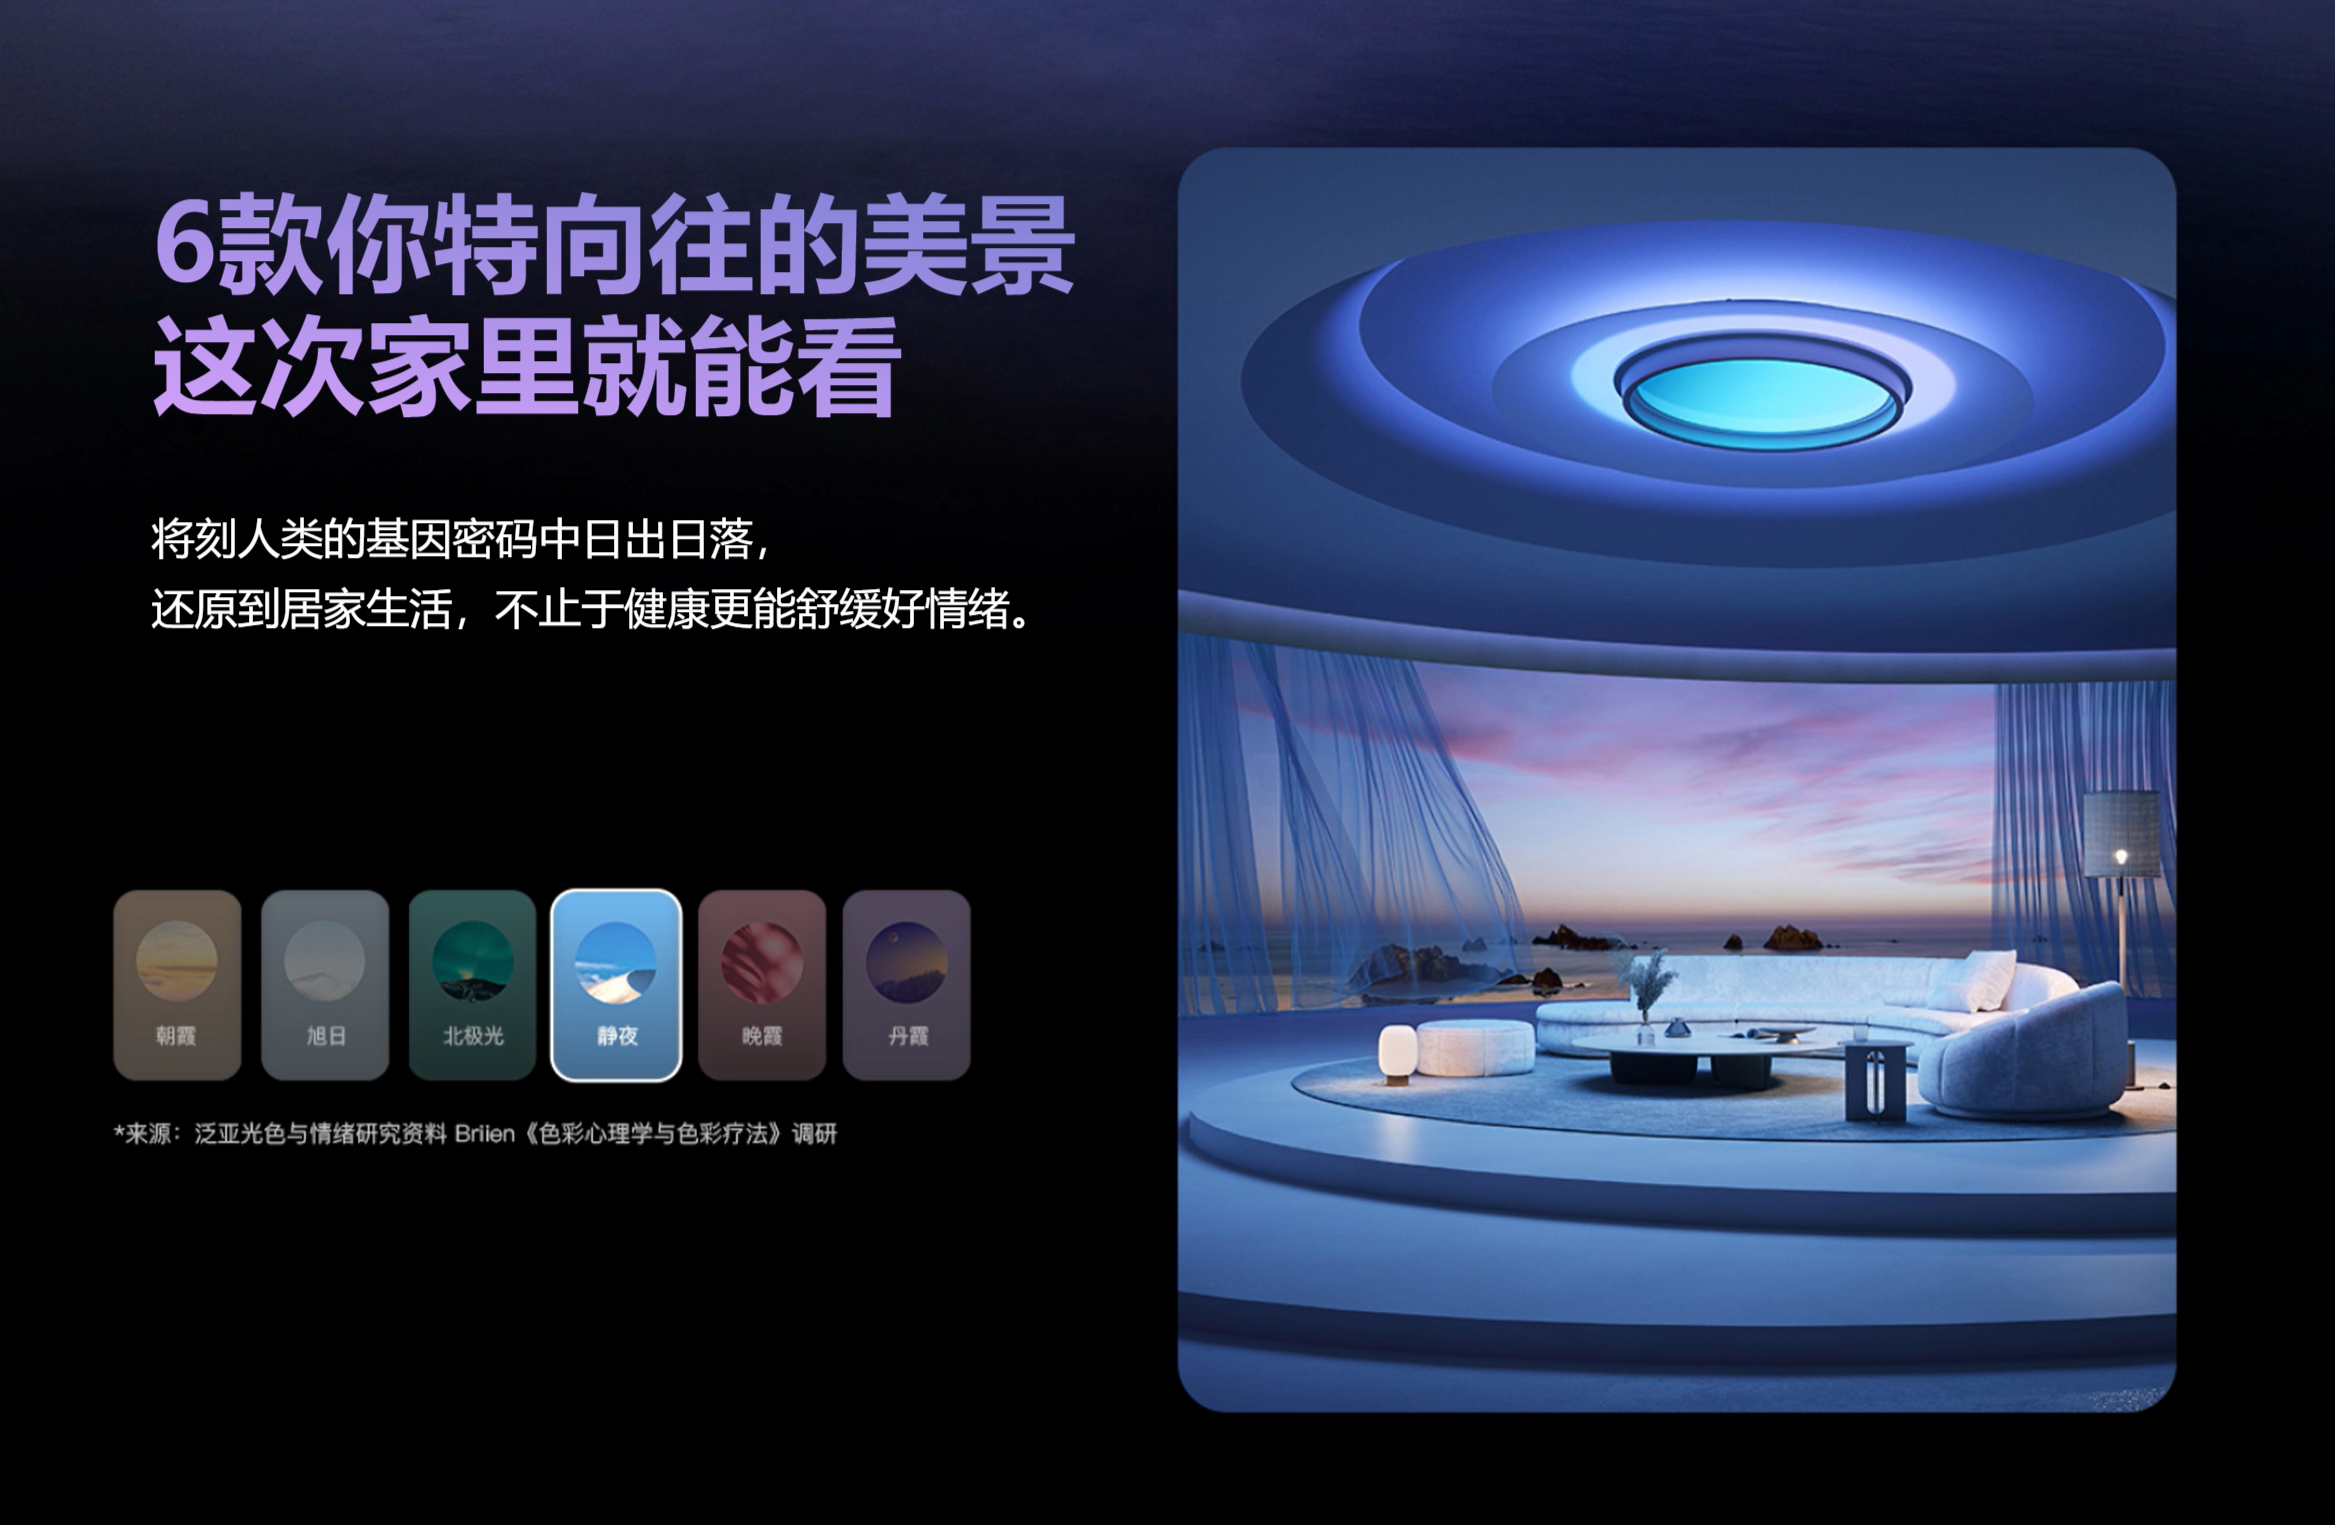 6款你特向往的美景
这次家里就能看
将刻人类的基因密码中日出日落，
还原到居家生活，不止于健康更能舒缓好情绪。
朝霞 旭日 北极光 静夜 晚霞 丹霞
*来源：泛亚光色与情绪研究资料 Briien《色彩心理学与色彩疗法》调研